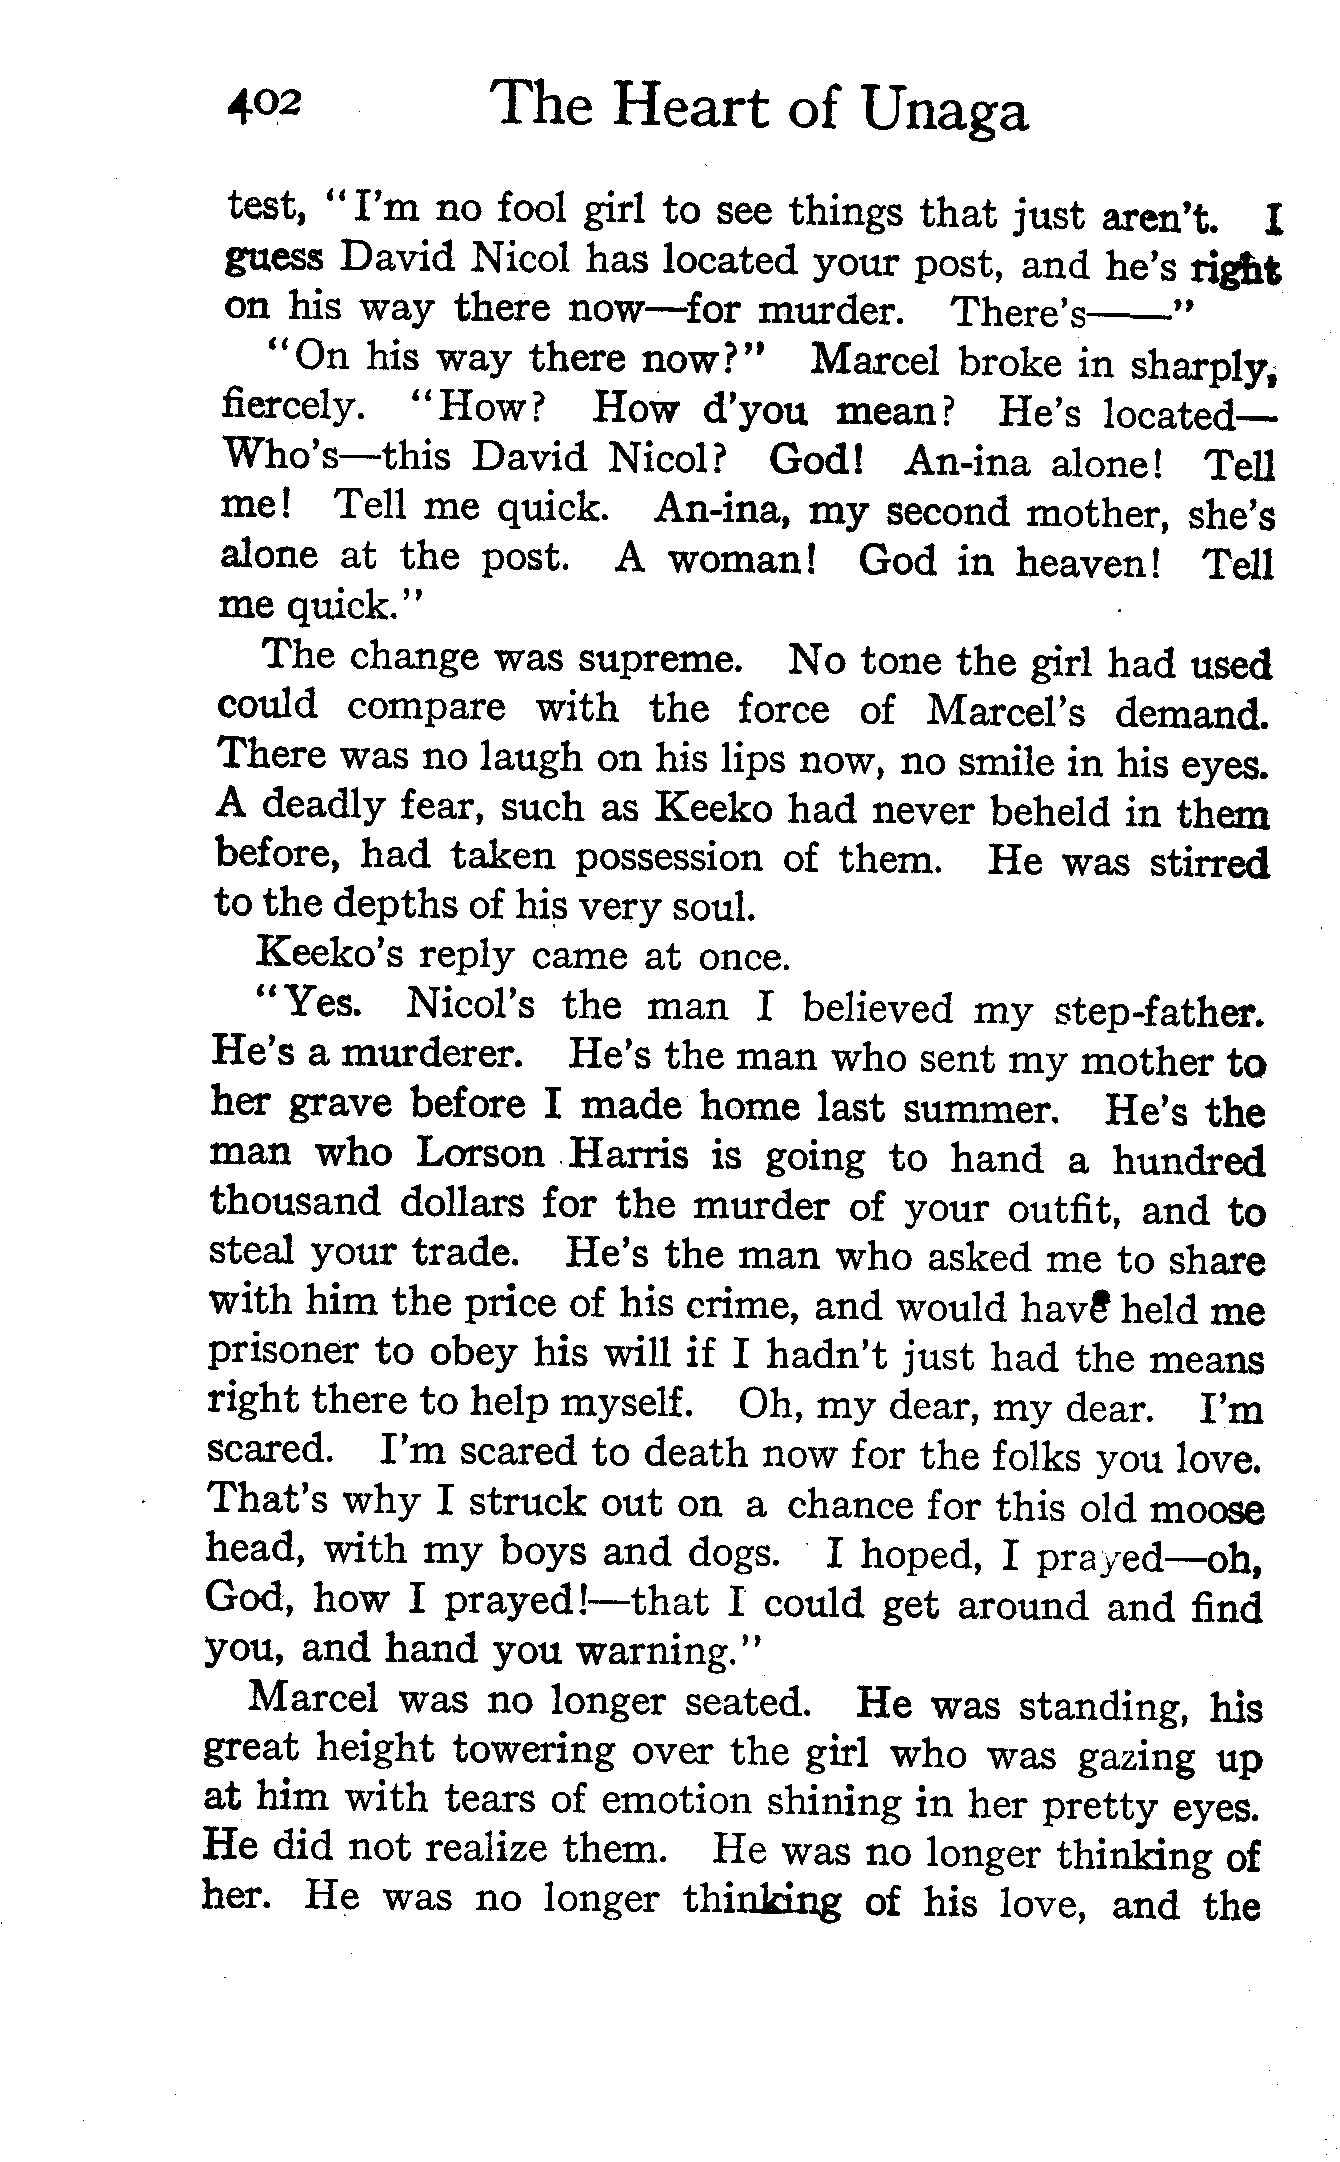 402 The Heart of Unaga
test, "I'm no fool girl to see things that just aren't. I
guess David Nicol has located your post, and he's right
on his way there now—for murder. There's——"
"On his way there now?" Marcel broke in sharply,
fiercely. "How? How d'you mean? He's located—
Who's—this David Nicol? God! An-ina alone! Tell
me! Tell me quick. An-ina, my second mother, she's
alone at the post. A woman! God in heaven! Tell
me quick."
The change was supreme. No tone the girl had used
could compare with the force of Marcel's demand.
There was no laugh on his lips now, no smile in his eyes.
A deadly fear, such as Keeko had never beheld in them
before, had taken possession of them. He was stirred
to the depths of his very soul.
Keeko's reply came at once.
"Yes. Nicol's the man I believed my step-father.
He's a murderer. He's the man who sent my mother to
her grave before I made home last summer. He's the
man who Lorson Harris is going to hand a hundred
thousand dollars for the murder of your outfit, and to
steal your trade. He's the man who asked me to share
with him the price of his crime, and would have held me
prisoner to obey his will if I hadn't just had the means
right there to help myself. Oh, my dear, my dear. I'm
scared. I'm scared to death now for the folks you love.
That's why I struck out on a chance for this old moose
head, with my boys and dogs. I hoped, I prayed—oh,
God, how I prayed!—that I could get around and find
you, and hand you warning."
Marcel was no longer seated. He was standing, his
great height towering over the girl who was gazing up
at him with tears of emotion shining in her pretty eyes.
He did not realize them. He was no longer thinking of
her. He was no longer thinking of his love, and the